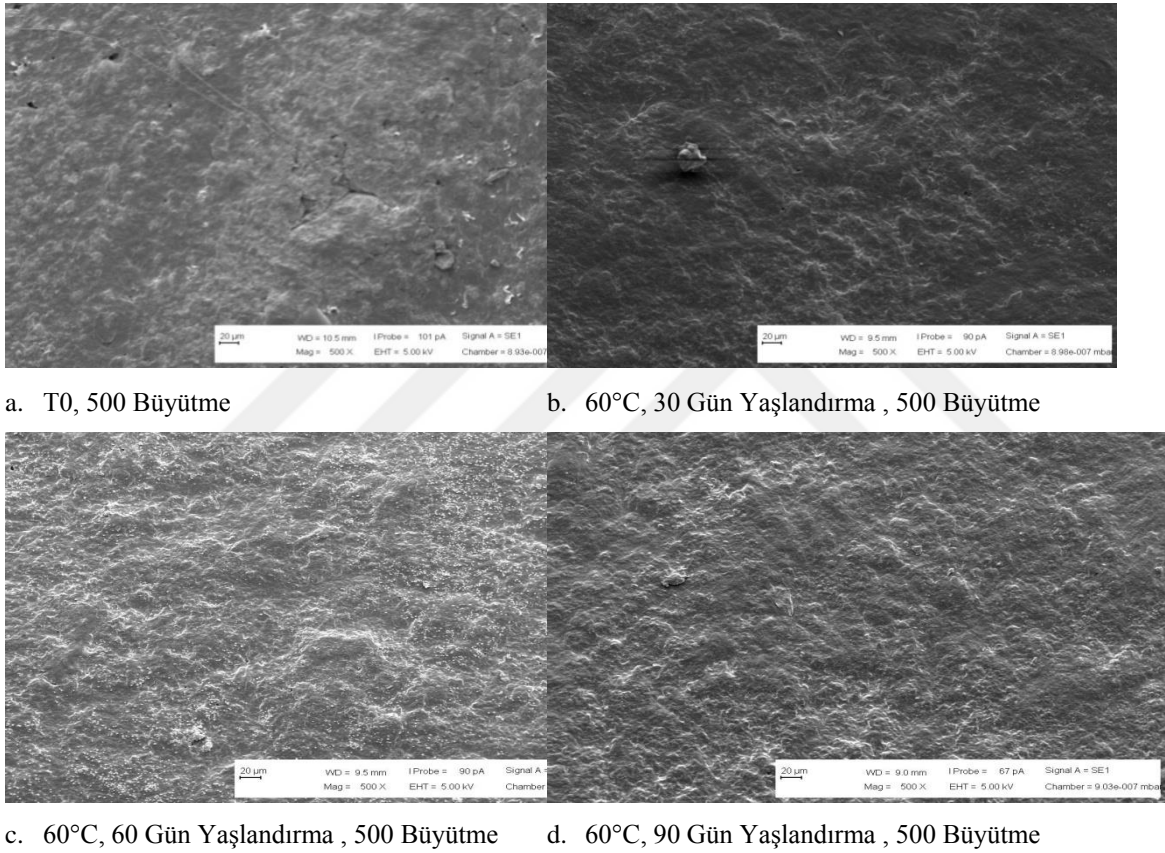 20 µm WD = 10.5 mm I Probe = 101 pA Signal A = SE1
Mag = 500 X EHT = 5.00 kV Chamber = 8.93e-007
20 µm WD = 9.5 mm I Probe = 90 pA Signal A = SE1
Mag = 500 X EHT = 5.00 kV Chamber = 8.98e-007 mbar
a. T0, 500 Büyütme
b. 60°C, 30 Gün Yaşlandırma , 500 Büyütme
20 µm WD = 9.5 mm I Probe = 90 pA Signal A =
Mag = 500 X EHT = 5.00 kV Chamber
20 µm WD = 9.0 mm I Probe = 67 pA Signal A = SE1
Mag = 500 X EHT = 5.00 kV Chamber = 9.03e-007 mbar
c. 60°C, 60 Gün Yaşlandırma , 500 Büyütme
d. 60°C, 90 Gün Yaşlandırma , 500 Büyütme